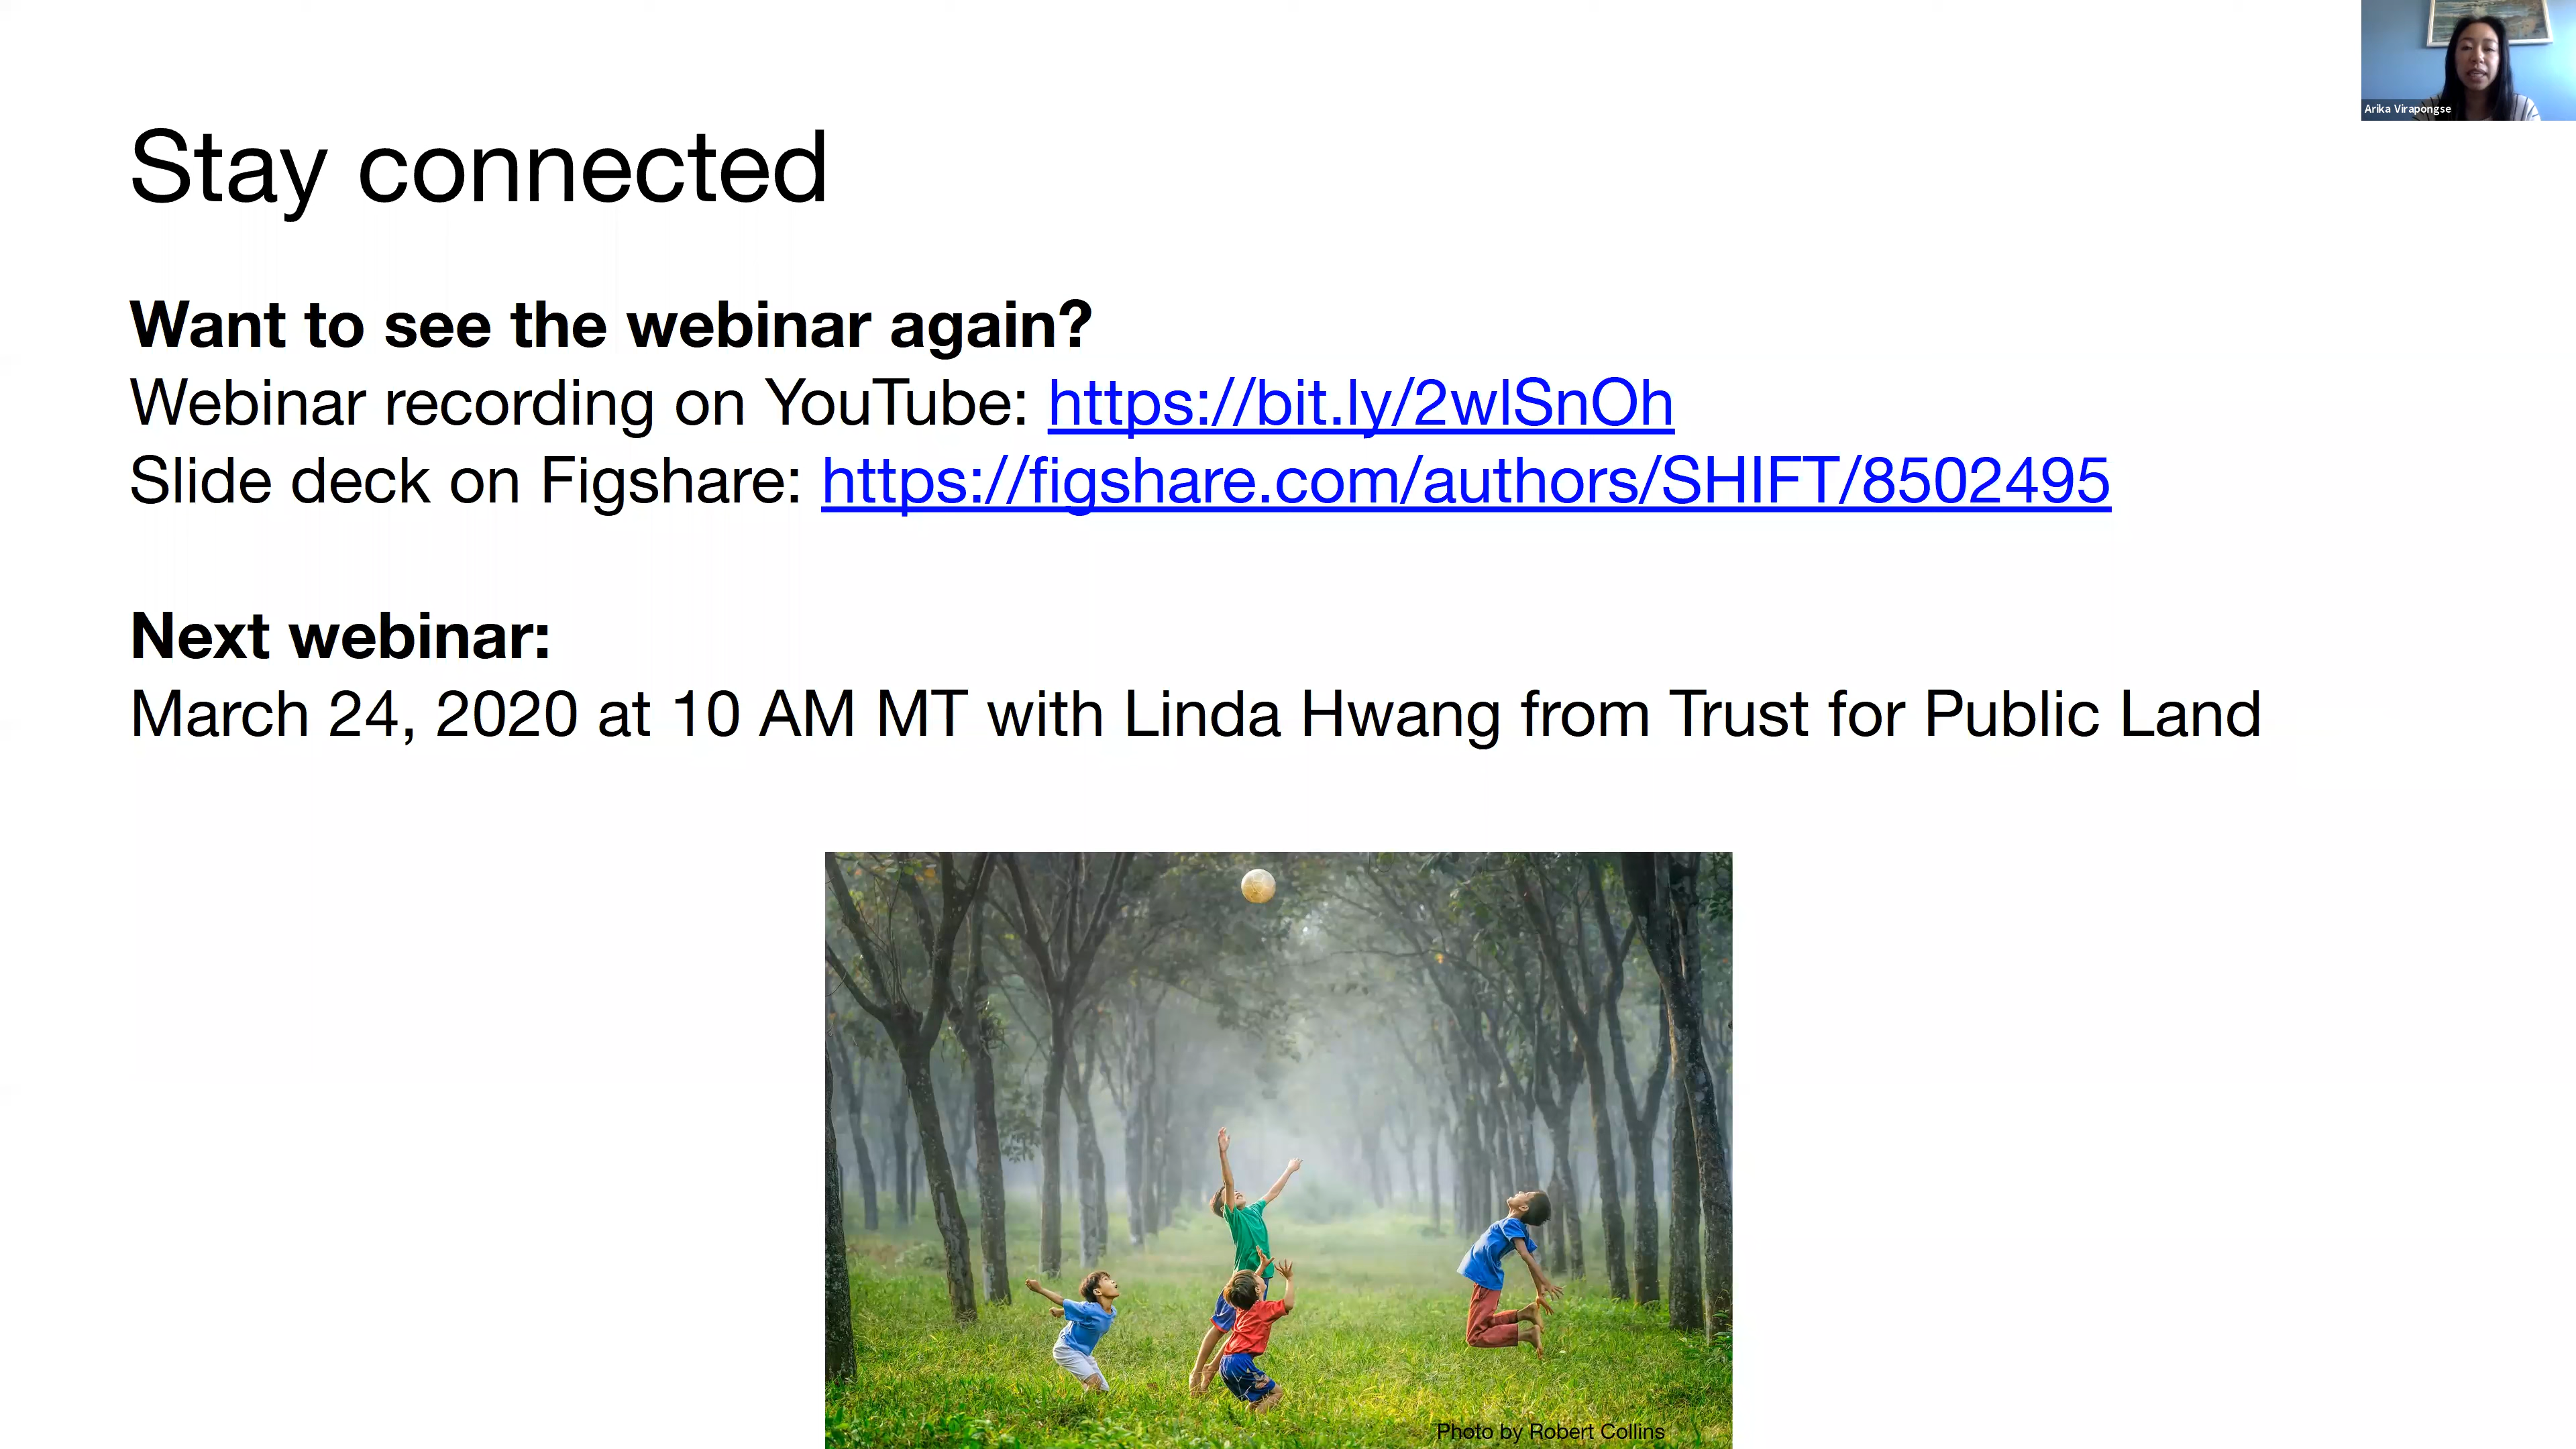 Arika Virapongse
Stay connected
Want to see the webinar again?
Webinar recording on YouTube: https://bit.ly/2wlSnOh
Slide deck on Figshare: https://figshare.com/authors/SHIFT/8502495
Next webinar:
March 24, 2020 at 10 AM MT with Linda Hwang from Trust for Public Land
Photo by Robert Collins